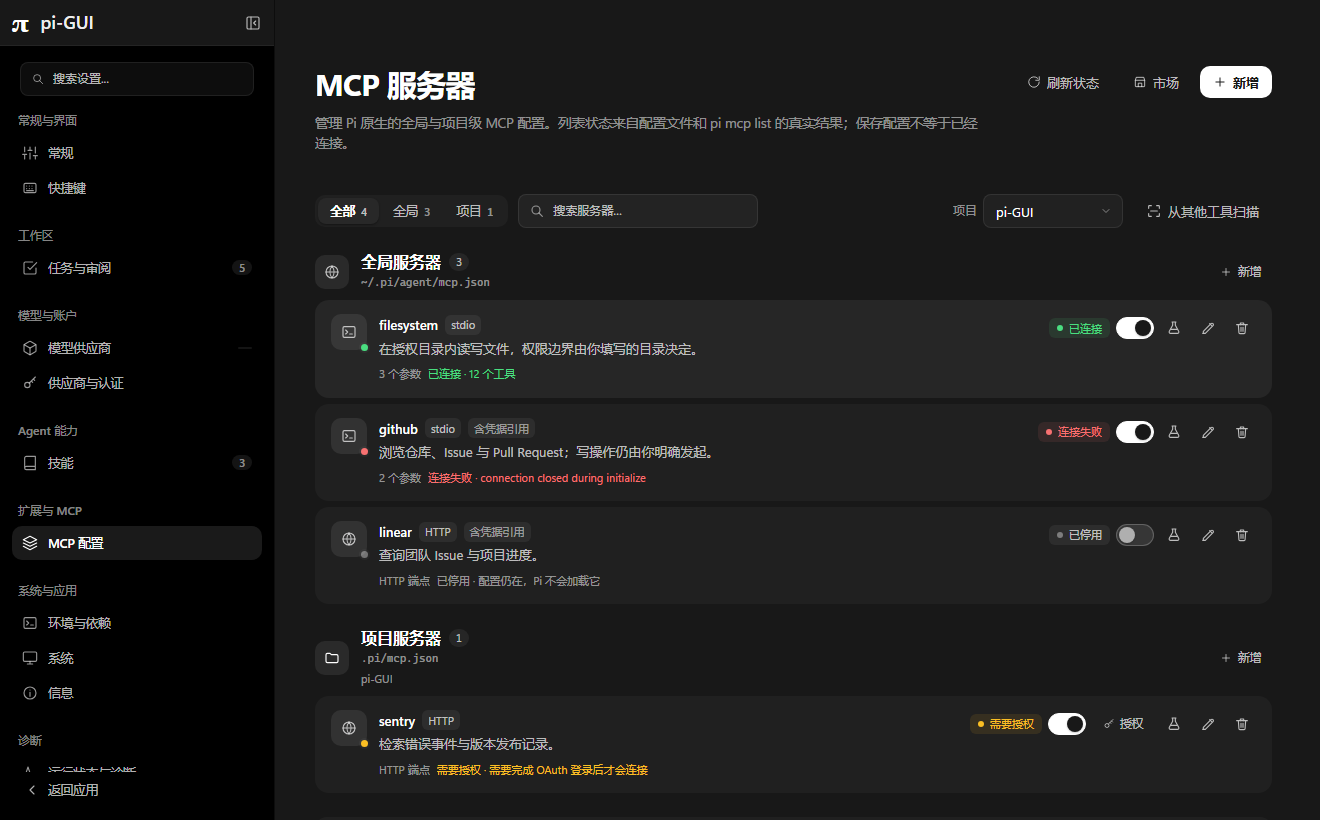 π pi-GUI
搜索设置...
常规与界面
常规
快捷键
工作区
任务与审阅 5
模型与账户
模型供应商
供应商与认证
Agent 能力
技能 3
扩展与 MCP
MCP 配置
系统与应用
环境与依赖
系统
信息
诊断
返回应用
MCP 服务器
刷新状态 市场 + 新增
管理 Pi 原生的全局与项目级 MCP 配置。列表状态来自配置文件和 pi mcp list 的真实结果；保存配置不等于已经
连接。
全部 4 全局 3 项目 1 搜索服务器... 项目 pi-GUI 从其他工具扫描
全局服务器 3
~/.pi/agent/mcp.json
+ 新增
filesystem stdio 已连接
在授权目录内读写文件，权限边界由你填写的目录决定。
3 个参数 已连接 · 12 个工具
github stdio 含凭据引用 连接失败
浏览仓库、Issue 与 Pull Request；写操作仍由你明确发起。
2 个参数 连接失败 · connection closed during initialize
linear HTTP 含凭据引用 已停用
查询团队 Issue 与项目进度。
HTTP 端点 已停用 · 配置仍在，Pi 不会加载它
项目服务器 1
.pi/mcp.json
pi-GUI
+ 新增
sentry HTTP 需要授权 授权
检索错误事件与版本发布记录。
HTTP 端点 需要授权 · 需要完成 OAuth 登录后才会连接